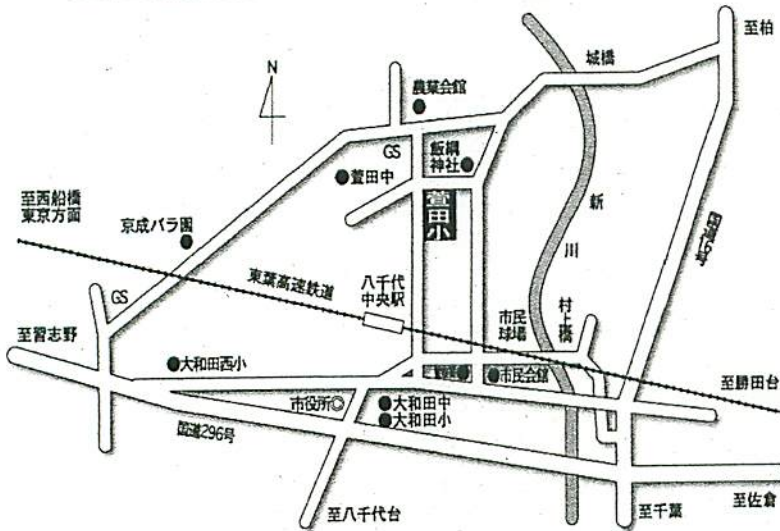 至柏
城橋
N
農業会館
GS
飯綱
神社
萱田中
萱田小
至西船橋
東京方面
京成バラ園
新
川
国道16号
東葉高速鉄道
八千代
中央駅
GS
市民
球場
村上橋
至習志野
大和田西小
市民会館
至勝田台
市役所
大和田中
大和田小
国道296号
至八千代台
至千葉
至佐倉